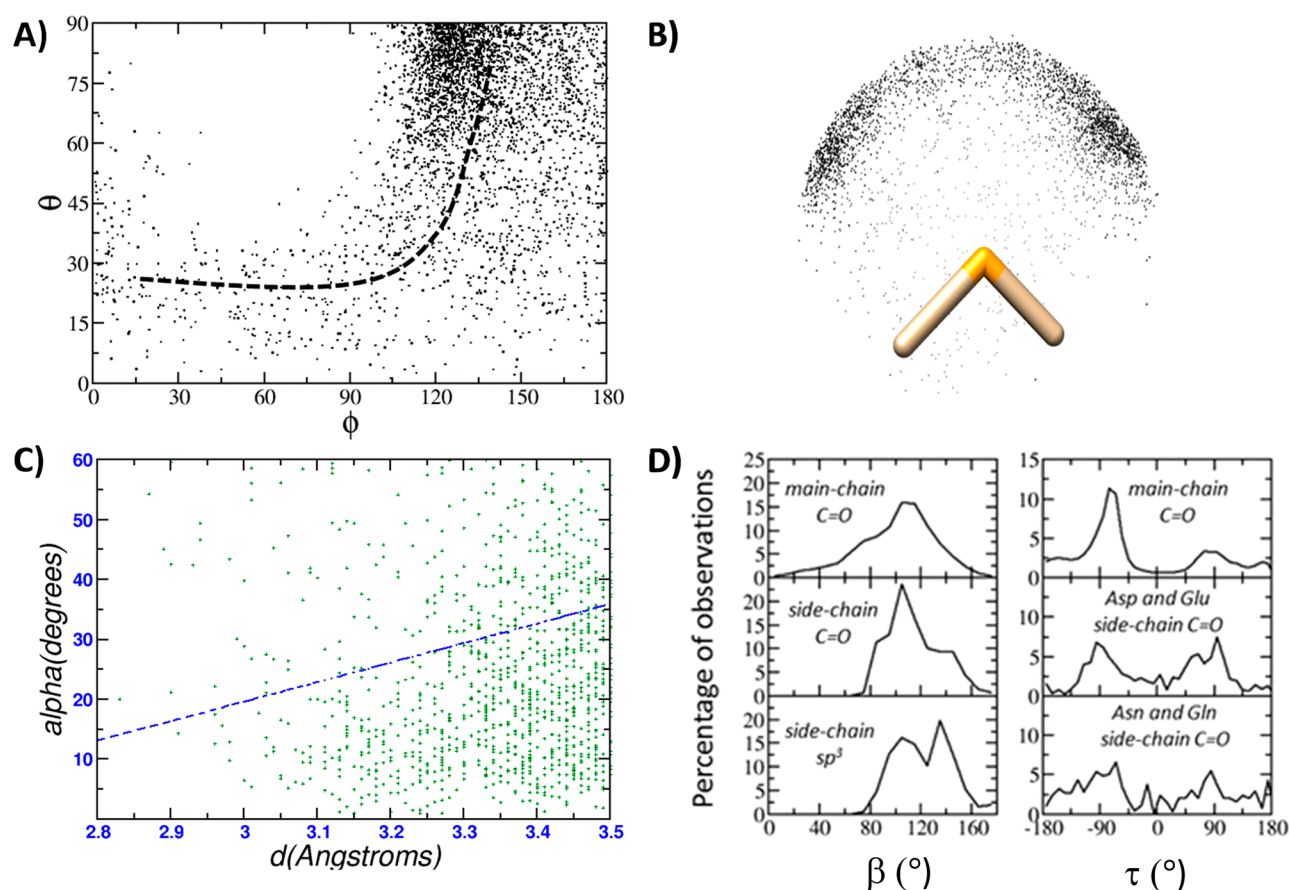 A)
90
75
60
45
30
15
0
θ
0 30 60 90 120 150 180
ϕ
B)
C)
60
50
40
30
20
10
alpha(degrees)
2.8 2.9 3 3.1 3.2 3.3 3.4 3.5
d(Angstroms)
D)
Percentage of observations
25
20
15
10
5
0
main-chain
C=O
15
10
5
0
main-chain
C=O
20
15
10
5
0
side-chain
C=O
10
5
0
Asp and Glu
side-chain C=O
20
15
10
5
0
side-chain
sp³
10
5
0
Asn and Gln
side-chain C=O
0 40 80 120 160
β (°)
-180 -90 0 90 180
τ (°)